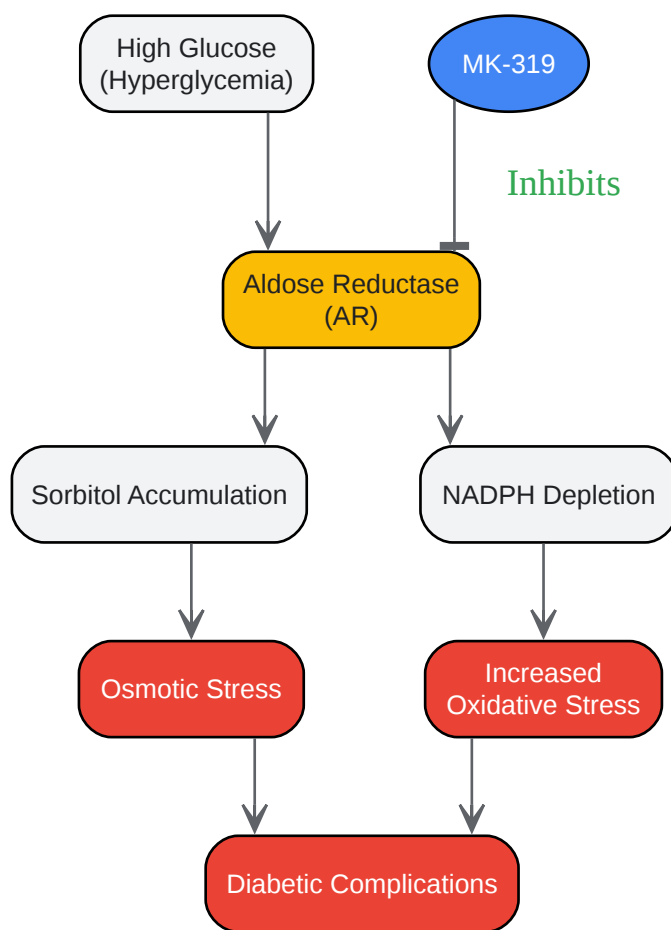 High Glucose
(Hyperglycemia)
MK-319
Inhibits
Aldose Reductase
(AR)
Sorbitol Accumulation
NADPH Depletion
Osmotic Stress
Increased
Oxidative Stress
Diabetic Complications